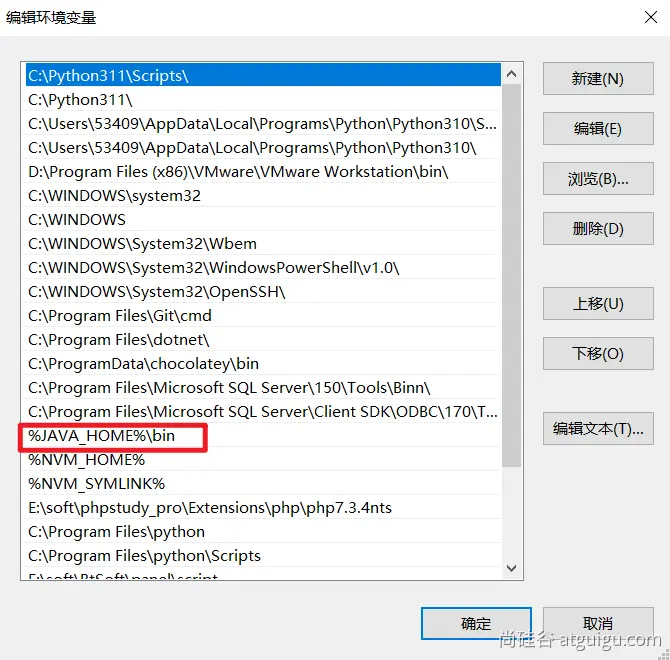 编辑环境变量
C:\Python311\Scripts\
C:\Python311\
C:\Users\53409\AppData\Local\Programs\Python\Python310\S...
C:\Users\53409\AppData\Local\Programs\Python\Python310\
D:\Program Files (x86)\VMware\VMware Workstation\bin\
C:\WINDOWS\system32
C:\WINDOWS
C:\WINDOWS\System32\Wbem
C:\WINDOWS\System32\WindowsPowerShell\v1.0\
C:\WINDOWS\System32\OpenSSH\
C:\Program Files\Git\cmd
C:\Program Files\dotnet\
C:\ProgramData\chocolatey\bin
C:\Program Files\Microsoft SQL Server\150\Tools\Binn\
C:\Program Files\Microsoft SQL Server\Client SDK\ODBC\170\T...
%JAVA_HOME%\bin
%NVM_HOME%
%NVM_SYMLINK%
E:\soft\phpstudy_pro\Extensions\php\php7.3.4nts
C:\Program Files\python
C:\Program Files\python\Scripts
E:\soft\BtSoft\panel\script
新建(N)
编辑(E)
浏览(B)...
删除(D)
上移(U)
下移(O)
编辑文本(T)...
确定
取消
尚硅谷 atguigu.com